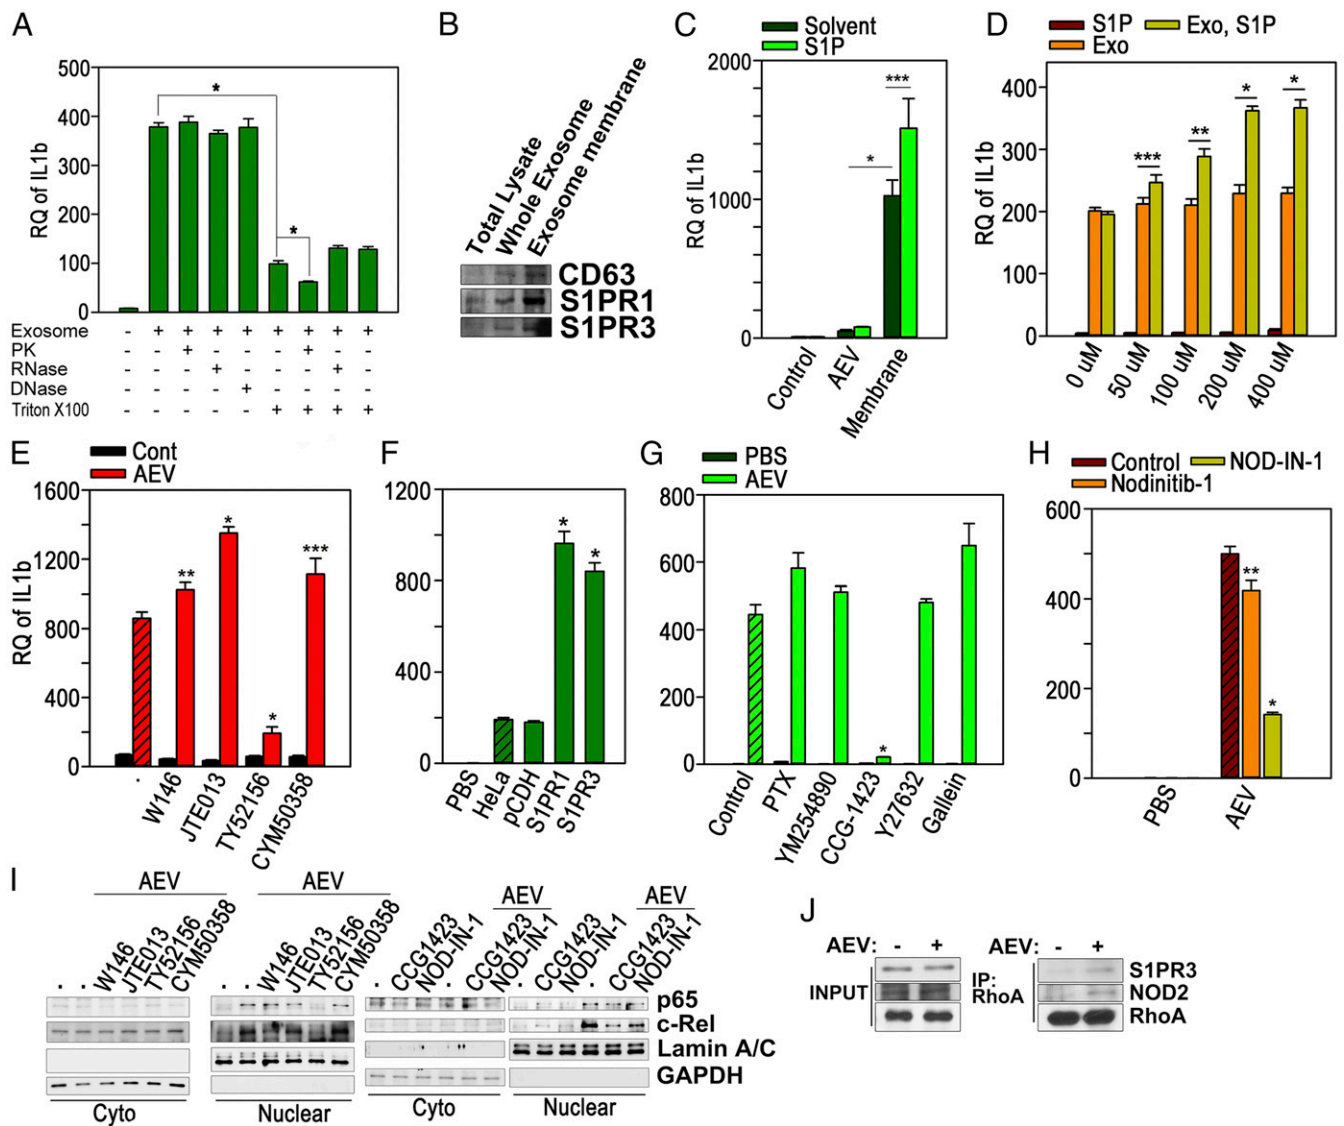 A
500
400
300
200
100
0
RQ of IL1b
*
*
Exosome - + + + + + + + +
PK - - + - - - + - -
RNase - - - + - - - + -
DNase - - - - + - - - -
Triton X100 - - - - - + + + +
B
Total Lysate
Whole Exosome
Exosome membrane
CD63
S1PR1
S1PR3
C
Solvent
S1P
2000
1000
0
RQ of IL1b
*
***
Control
AEV
Membrane
D
S1P
Exo, S1P
Exo
400
300
200
100
0
RQ of IL1b
***
**
*
*
0 uM
50 uM
100 uM
200 uM
400 uM
E
Cont
AEV
1600
1200
800
400
0
RQ of IL1b
**
*
*
***
.
W146
JTE013
TY52156
CYM50358
F
1200
800
400
0
*
*
PBS
HeLa
pCDH
S1PR1
S1PR3
G
PBS
AEV
800
600
400
200
0
*
Control
PTX
YM254890
CCG-1423
Y27632
Gallein
H
Control
NOD-IN-1
Nodinitib-1
600
400
200
0
**
*
PBS
AEV
I
AEV
. . W146 JTE013 TY52156 CYM50358
AEV
. . W146 JTE013 TY52156 CYM50358
AEV
. CCG1423 NOD-IN-1 . CCG1423 NOD-IN-1
AEV
. CCG1423 NOD-IN-1 . CCG1423 NOD-IN-1
p65
c-Rel
Lamin A/C
GAPDH
Cyto
Nuclear
Cyto
Nuclear
J
AEV: - +
INPUT
AEV: - +
IP:
RhoA
S1PR3
NOD2
RhoA